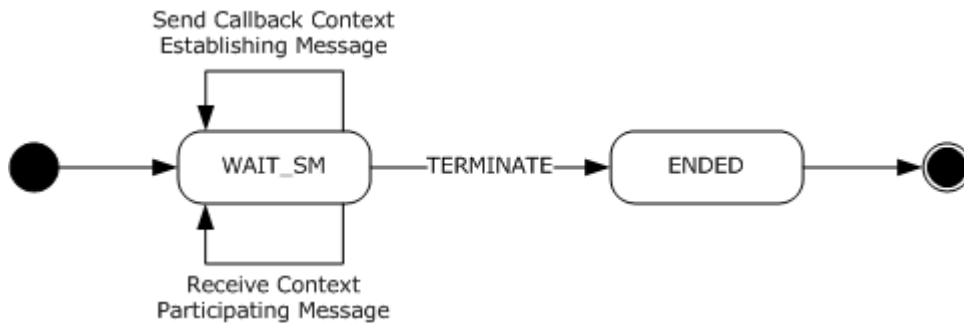 Send Callback Context
Establishing Message
WAIT_SM
TERMINATE
ENDED
Receive Context
Participating Message